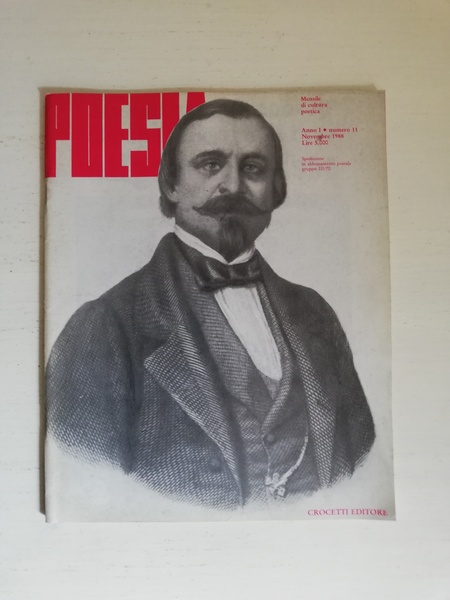 POESIA
Mensile
di cultura
poetica
Anno 1 • numero 11
Novembre 1988
Lire 5.000
Spedizione
in abbonamento postale
gruppo III/70
CROCETTI EDITORE